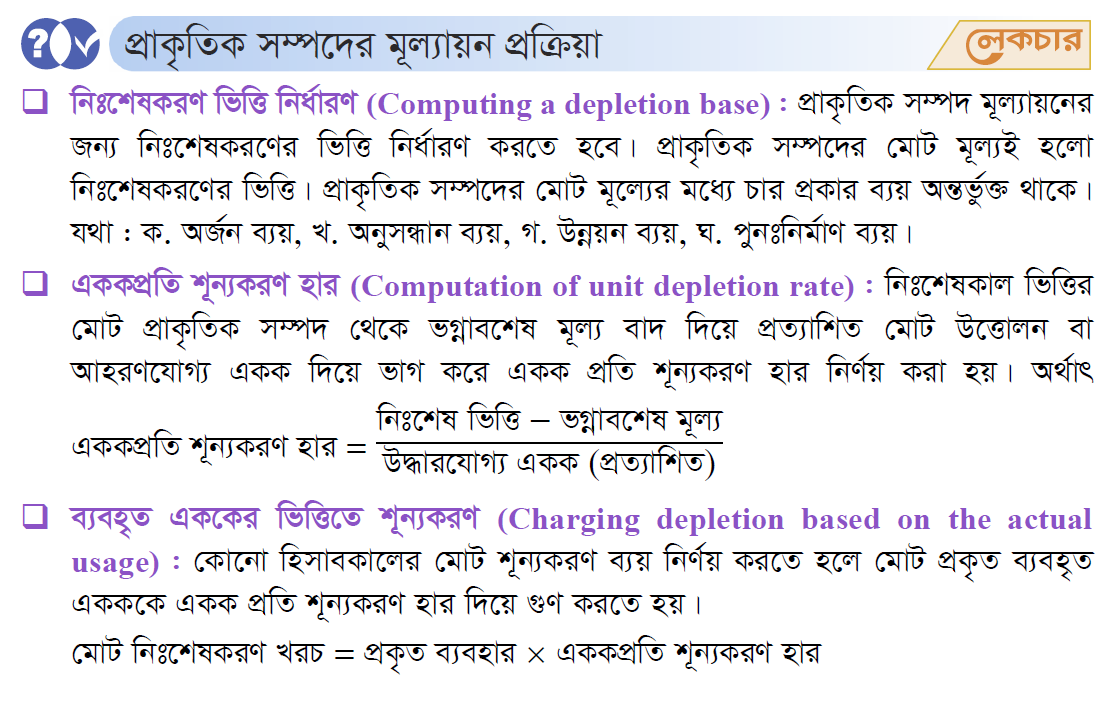 প্রাকৃতিক সম্পদের মূল্যায়ন প্রক্রিয়া
লেকচার
নিঃশেষকরণ ভিত্তি নির্ধারণ (Computing a depletion base) : প্রাকৃতিক সম্পদ মূল্যায়নের
জন্য নিঃশেষকরণের ভিত্তি নির্ধারণ করতে হবে। প্রাকৃতিক সম্পদের মোট মূল্যই হলো
নিঃশেষকরণের ভিত্তি। প্রাকৃতিক সম্পদের মোট মূল্যের মধ্যে চার প্রকার ব্যয় অন্তর্ভুক্ত থাকে।
যথা : ক. অর্জন ব্যয়, খ. অনুসন্ধান ব্যয়, গ. উন্নয়ন ব্যয়, ঘ. পুনঃনির্মাণ ব্যয়।
এককপ্রতি শূন্যকরণ হার (Computation of unit depletion rate) : নিঃশেষকাল ভিত্তির
মোট প্রাকৃতিক সম্পদ থেকে ভগ্নাবশেষ মূল্য বাদ দিয়ে প্রত্যাশিত মোট উত্তোলন বা
আহরণযোগ্য একক দিয়ে ভাগ করে একক প্রতি শূন্যকরণ হার নির্ণয় করা হয়। অর্থাৎ
এককপ্রতি শূন্যকরণ হার = নিঃশেষ ভিত্তি – ভগ্নাবশেষ মূল্য
উদ্ধারযোগ্য একক (প্রত্যাশিত)
ব্যবহৃত এককের ভিত্তিতে শূন্যকরণ (Charging depletion based on the actual
usage) : কোনো হিসাবকালের মোট শূন্যকরণ ব্যয় নির্ণয় করতে হলে মোট প্রকৃত ব্যবহৃত
একককে একক প্রতি শূন্যকরণ হার দিয়ে গুণ করতে হয়।
মোট নিঃশেষকরণ খরচ = প্রকৃত ব্যবহার × এককপ্রতি শূন্যকরণ হার